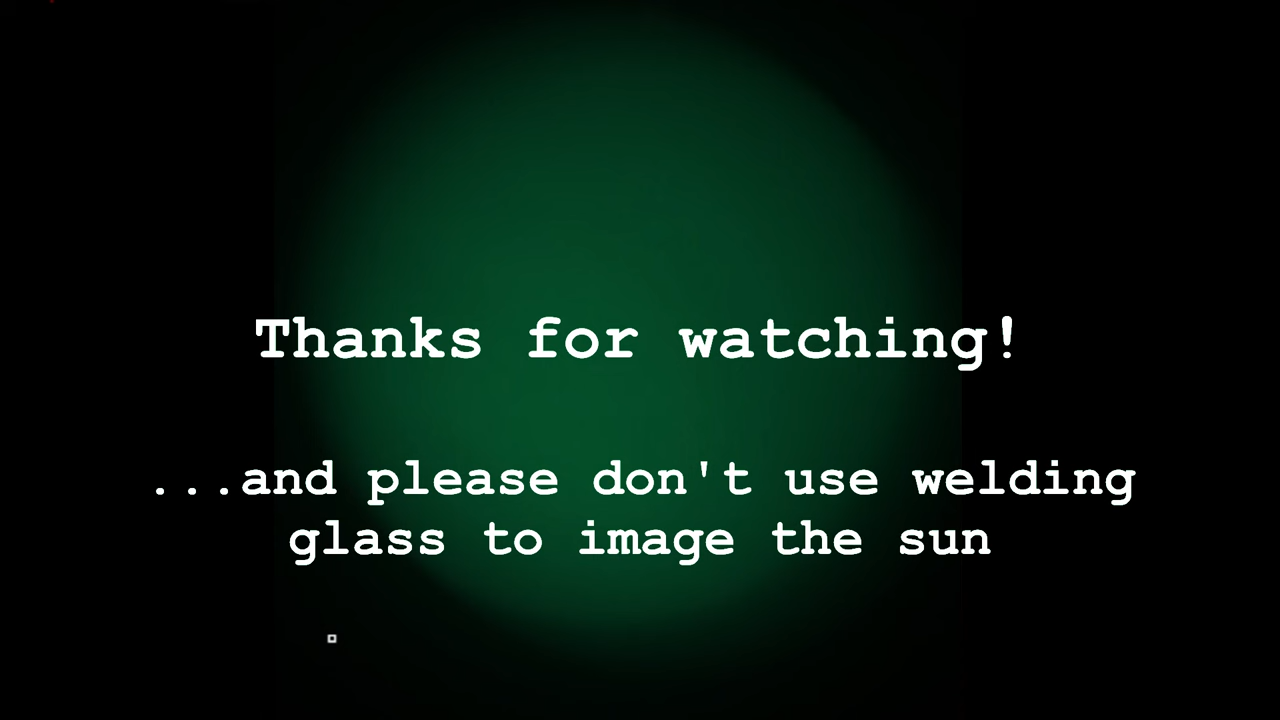 Thanks for watching!
...and please don't use welding
glass to image the sun